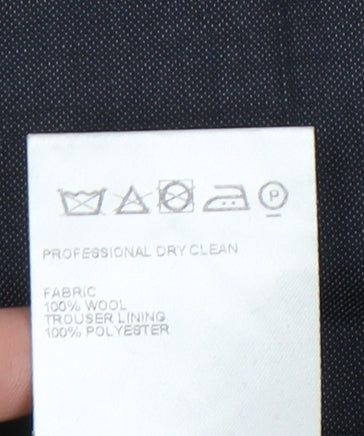 P
PROFESSIONAL DRY CLEAN
FABRIC
100% WOOL
TROUSER LINING
100% POLYESTER